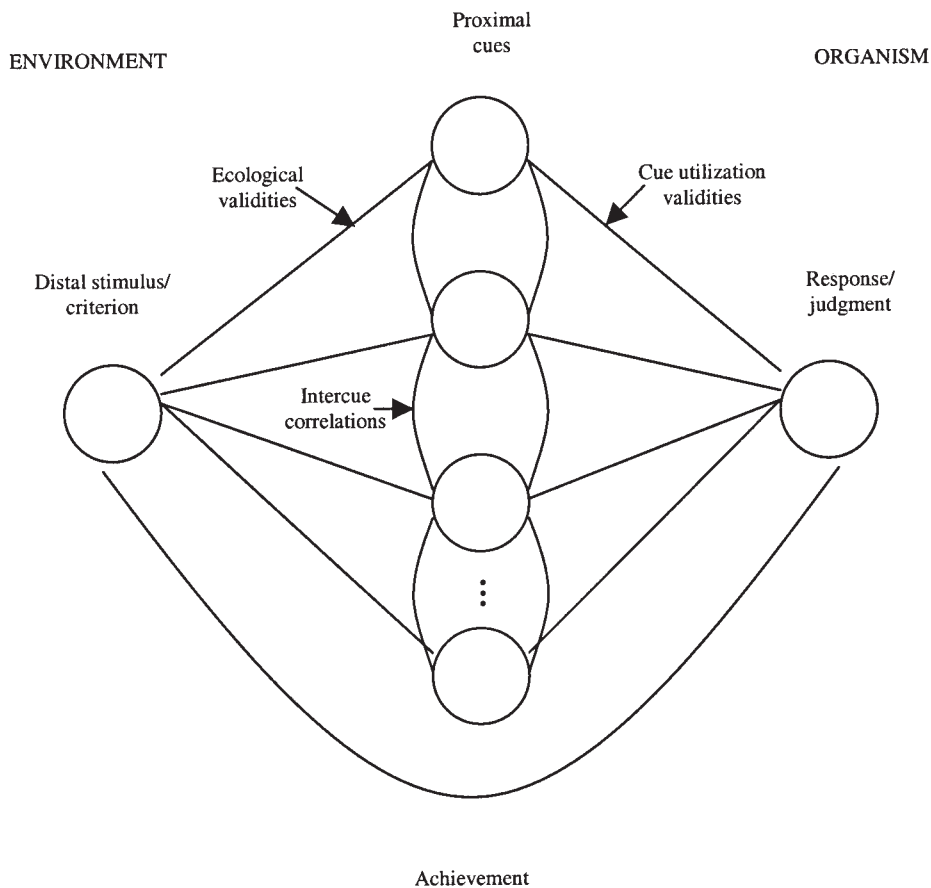 Proximal
cues
ENVIRONMENT
ORGANISM
Ecological
validities
Cue utilization
validities
Distal stimulus/
criterion
Response/
judgment
Intercue
correlations
Achievement